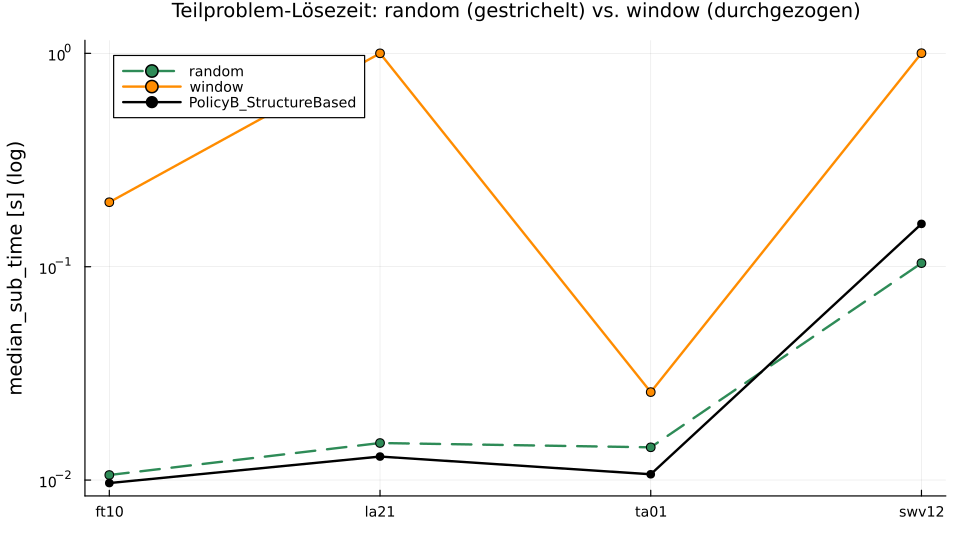 Teilproblem-Lösezeit: random (gestrichelt) vs. window (durchgezogen)
median_sub_time [s] (log)
10⁰
random
window
PolicyB_StructureBased
10⁻¹
10⁻²
ft10 la21 ta01 swv12